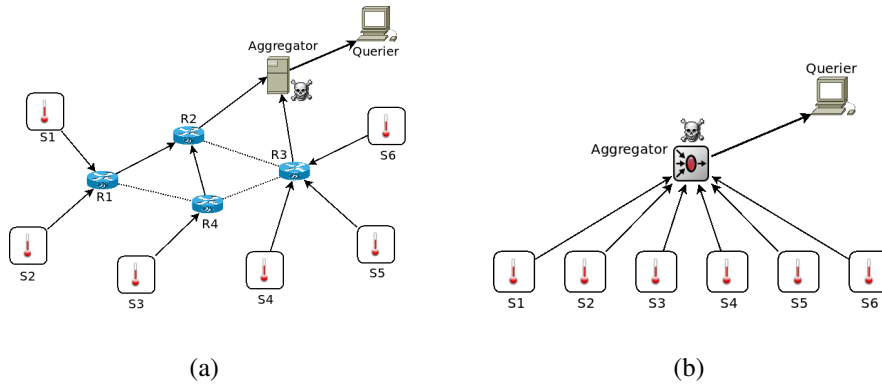 Aggregator
Querier
S1
R2
R3
S6
R1
R4
S2
S3
S4
S5
(a)
Querier
Aggregator
S1 S2 S3 S4 S5 S6
(b)